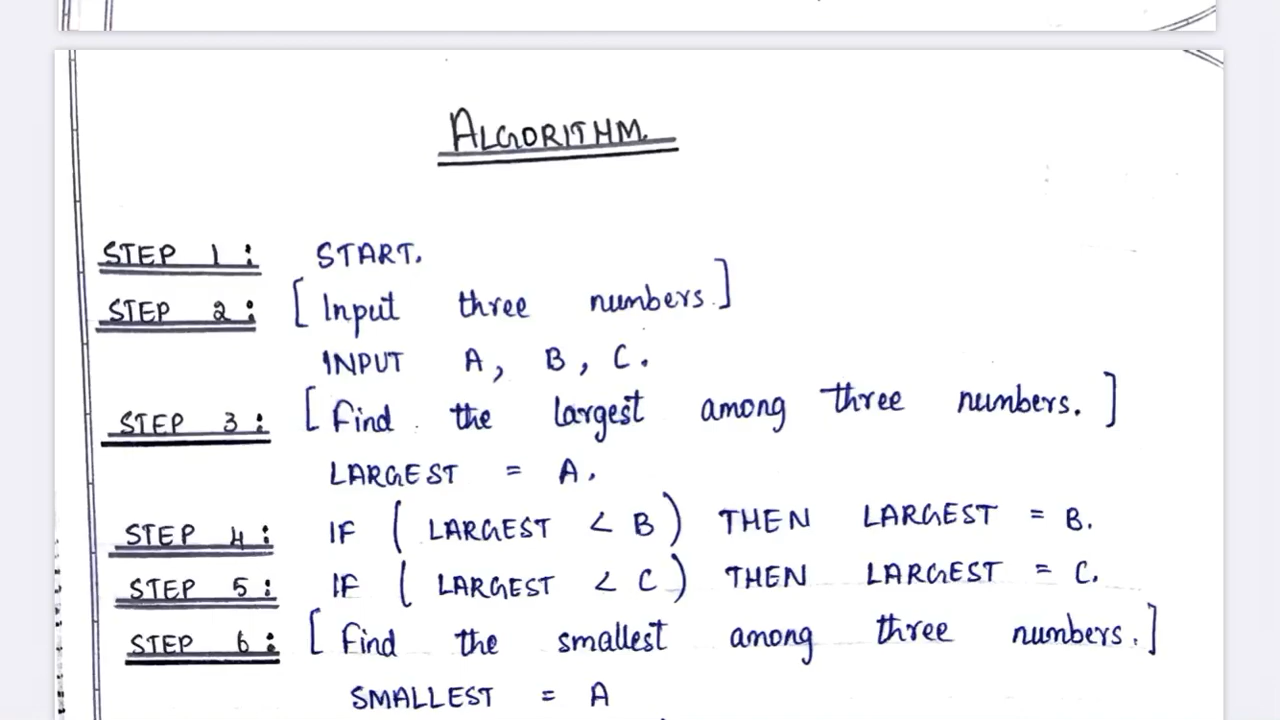 ALGORITHM.
STEP 1: START.
STEP 2: [Input three numbers.]
INPUT A, B, C.
STEP 3: [Find the largest among three numbers.]
LARGEST = A.
STEP 4: IF (LARGEST < B) THEN LARGEST = B.
STEP 5: IF (LARGEST < C) THEN LARGEST = C.
STEP 6: [Find the smallest among three numbers.]
SMALLEST = A